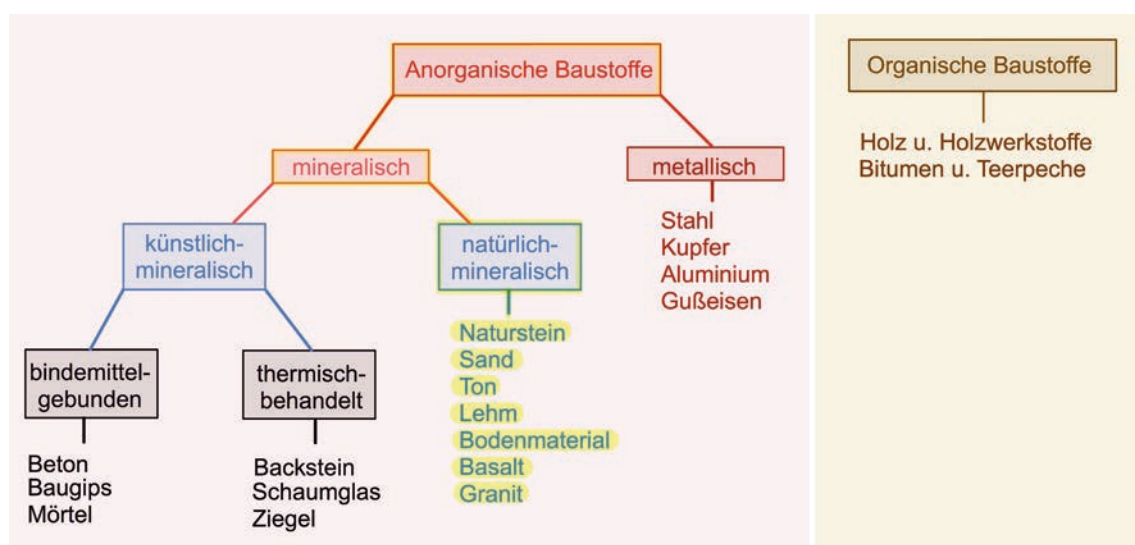 Anorganische Baustoffe
mineralisch
metallisch
Stahl
Kupfer
Aluminium
Gußeisen
künstlich-
mineralisch
natürlich-
mineralisch
Naturstein
Sand
Ton
Lehm
Bodenmaterial
Basalt
Granit
bindemittel-
gebunden
Beton
Baugips
Mörtel
thermisch-
behandelt
Backstein
Schaumglas
Ziegel
Organische Baustoffe
Holz u. Holzwerkstoffe
Bitumen u. Teerpeche